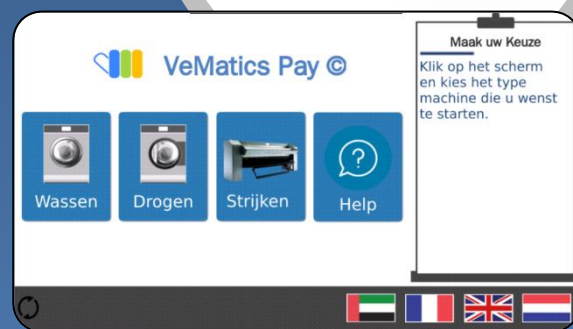 VeMatics Pay ©
Maak uw Keuze
Klik op het scherm
en kies het type
machine die u wenst
te starten.
Wassen
Drogen
Strijken
Help